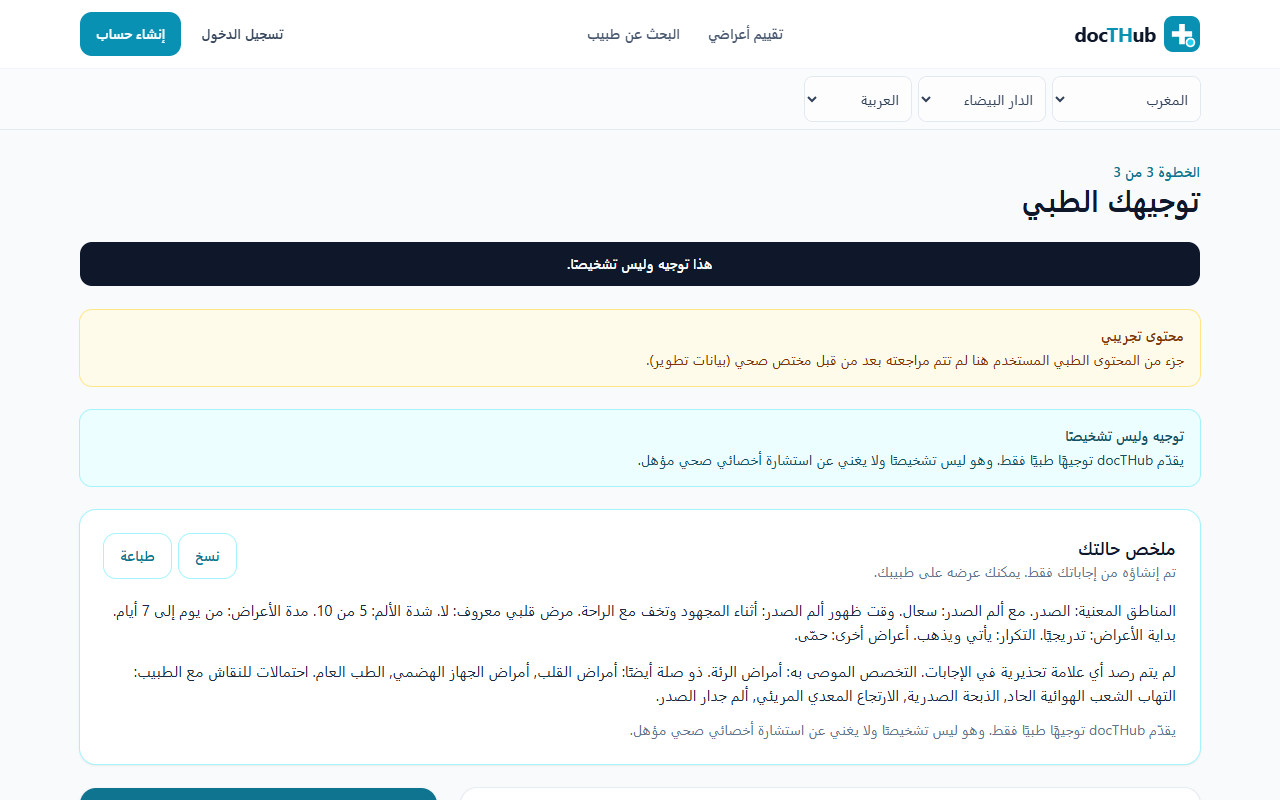 docTHub
تقييم أعراضي
البحث عن طبيب
تسجيل الدخول
إنشاء حساب
المغرب
الدار البيضاء
العربية
الخطوة 3 من 3
توجيهك الطبي
هذا توجيه وليس تشخيصًا.
محتوى تجريبي
جزء من المحتوى الطبي المستخدم هنا لم تتم مراجعته بعد من قبل مختص صحي (بيانات تطوير).
توجيه وليس تشخيصًا
يقدّم docTHub توجيهًا طبيًا فقط. وهو ليس تشخيصًا ولا يغني عن استشارة أخصائي صحي مؤهل.
ملخص حالتك
نسخ
طباعة
تم إنشاؤه من إجاباتك فقط. يمكنك عرضه على طبيبك.
المناطق المعنية: الصدر. مع ألم الصدر: سعال. وقت ظهور ألم الصدر: أثناء المجهود وتخف مع الراحة. مرض قلبي معروف: لا. شدة الألم: 5 من 10. مدة الأعراض: من يوم إلى 7 أيام.
بداية الأعراض: تدريجيًا. التكرار: يأتي ويذهب. أعراض أخرى: حمّى.
لم يتم رصد أي علامة تحذيرية في الإجابات. التخصص الموصى به: أمراض الرئة. ذو صلة أيضًا: أمراض القلب, أمراض الجهاز الهضمي, الطب العام. احتمالات للنقاش مع الطبيب:
التهاب الشعب الهوائية الحاد, الذبحة الصدرية, الارتجاع المعدي المريئي, ألم جدار الصدر.
يقدّم docTHub توجيهًا طبيًا فقط. وهو ليس تشخيصًا ولا يغني عن استشارة أخصائي صحي مؤهل.